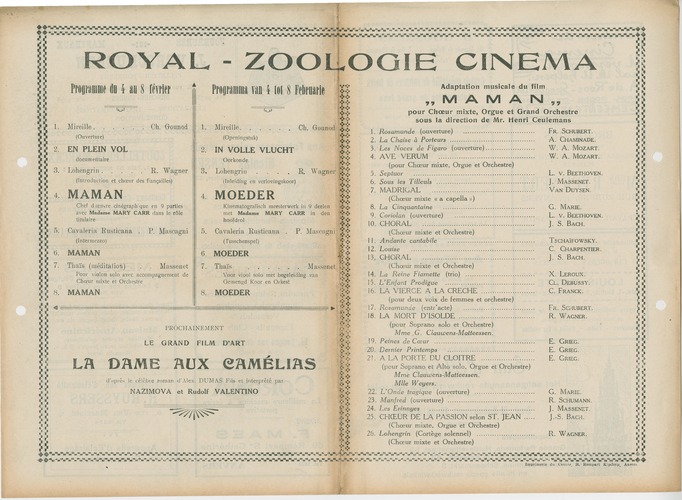 ROYAL - ZOOLOGIE CINEMA
Programme du 4 au 8 février
1. Mireille . . . . . . . Ch. Gounod
(Ouverture)
2. EN PLEIN VOL
documentaire
3. Lohengrin . . . . . R. Wagner
(Introduction et chœur des fiançailles)
4. MAMAN
Chef d'œuvre cinégraphique en 9 parties
avec Madame MARY CARR dans le rôle
titulaire
5. Cavaleria Rusticana . . P. Mascagni
(Intermezzo)
6. MAMAN
7. Thaïs (méditation) . . . . Massenet
Pour violon solo avec accompagnement de
Chœur mixte et Orchestre
8. MAMAN
Programma van 4 tot 8 Februarie
1. Mireille. . . . . . . Ch. Gounod
(Openingstuk)
2. IN VOLLE VLUCHT
Oorkonde
3. Lohengrin . . . . . R. Wagner
(Inleiding en verlovingskoor)
4. MOEDER
Kinematografisch meesterwerk in 9 deelen
met Madame MARY CARR in den
hoofdrol
5. Cavaleria Rusticana . . P. Mascagni
(Tusschenspel)
6. MOEDER
7. Thaïs . . . . . . . Massenet
Voor viool solo met begeleiding van
Gemengd Koor en Orkest
8. MOEDER
PROCHAINEMENT
LE GRAND FILM D'ART
LA DAME AUX CAMÉLIAS
d'après le célèbre roman d'Alex. DUMAS Fils et interprété par
NAZIMOVA et Rudolf VALENTINO
Adaptation musicale du film
„ MAMAN „
pour Chœur mixte, Orgue et Grand Orchestre
sous la direction de Mr. Henri Ceulemans
1. Rosamunde (ouverture) FR. SCHUBERT.
2. La Chaise à Porteurs A. CHAMINADE.
3. Les Noces de Figaro (ouverture) W. A. MOZART.
4. AVE VERUM W. A. MOZART.
(pour Chœur mixte, Orgue et Orchestre)
5. Septuor L. V. BEETHOVEN.
6. Sous les Tilleuls J. MASSENET.
7. MADRIGAL VAN DUYSEN.
(Chœur mixte « a capella »)
8. La Cinquantaine G. MARIE.
9. Coriolan (ouverture) L. V. BEETHOVEN.
10. CHORAL J. S. BACH.
(Chœur mixte et Orchestre)
11. Andante cantabile TSCHAÏFOWSKY.
12. Louise C. CHARPENTIER.
13. CHORAL J. S. BACH.
(Chœur mixte et Orchestre)
14. La Reine Fiamette (trio) X. LEROUX.
15. L'Enfant Prodigue CL. DEBUSSY.
16. LA VIERGE A LA CRECHE C. FRANCK.
(pour deux voix de femmes et orchestre)
17. Rosamunde (entr'acte) FR. SCHUBERT.
18. LA MORT D'ISOLDE R. WAGNER.
(pour Soprano solo et Orchestre)
Mme G. Clauwens-Matteessen.
19. Peines de Cœur E. GRIEG.
20. Dernier Printemps E. GRIEG.
21. A LA PORTE DU CLOITRE E. GRIEG.
(pour Soprano et Alto solo, Orgue et Orchestre)
Mme Clauwens-Matteessen.
Mlle Weyers.
22. L'Orsée tragique (ouverture) G. MARIE.
23. Manfred (ouverture) R. SCHUMANN.
24. Les Erinnyes J. MASSENET.
25. CHŒUR DE LA PASSION selon ST. JEAN J.-S. BACH.
(Chœur mixte, Orgue et Orchestre)
26. Lohengrin (Cortège solennel) R. WAGNER.
(Chœur mixte et Orchestre)